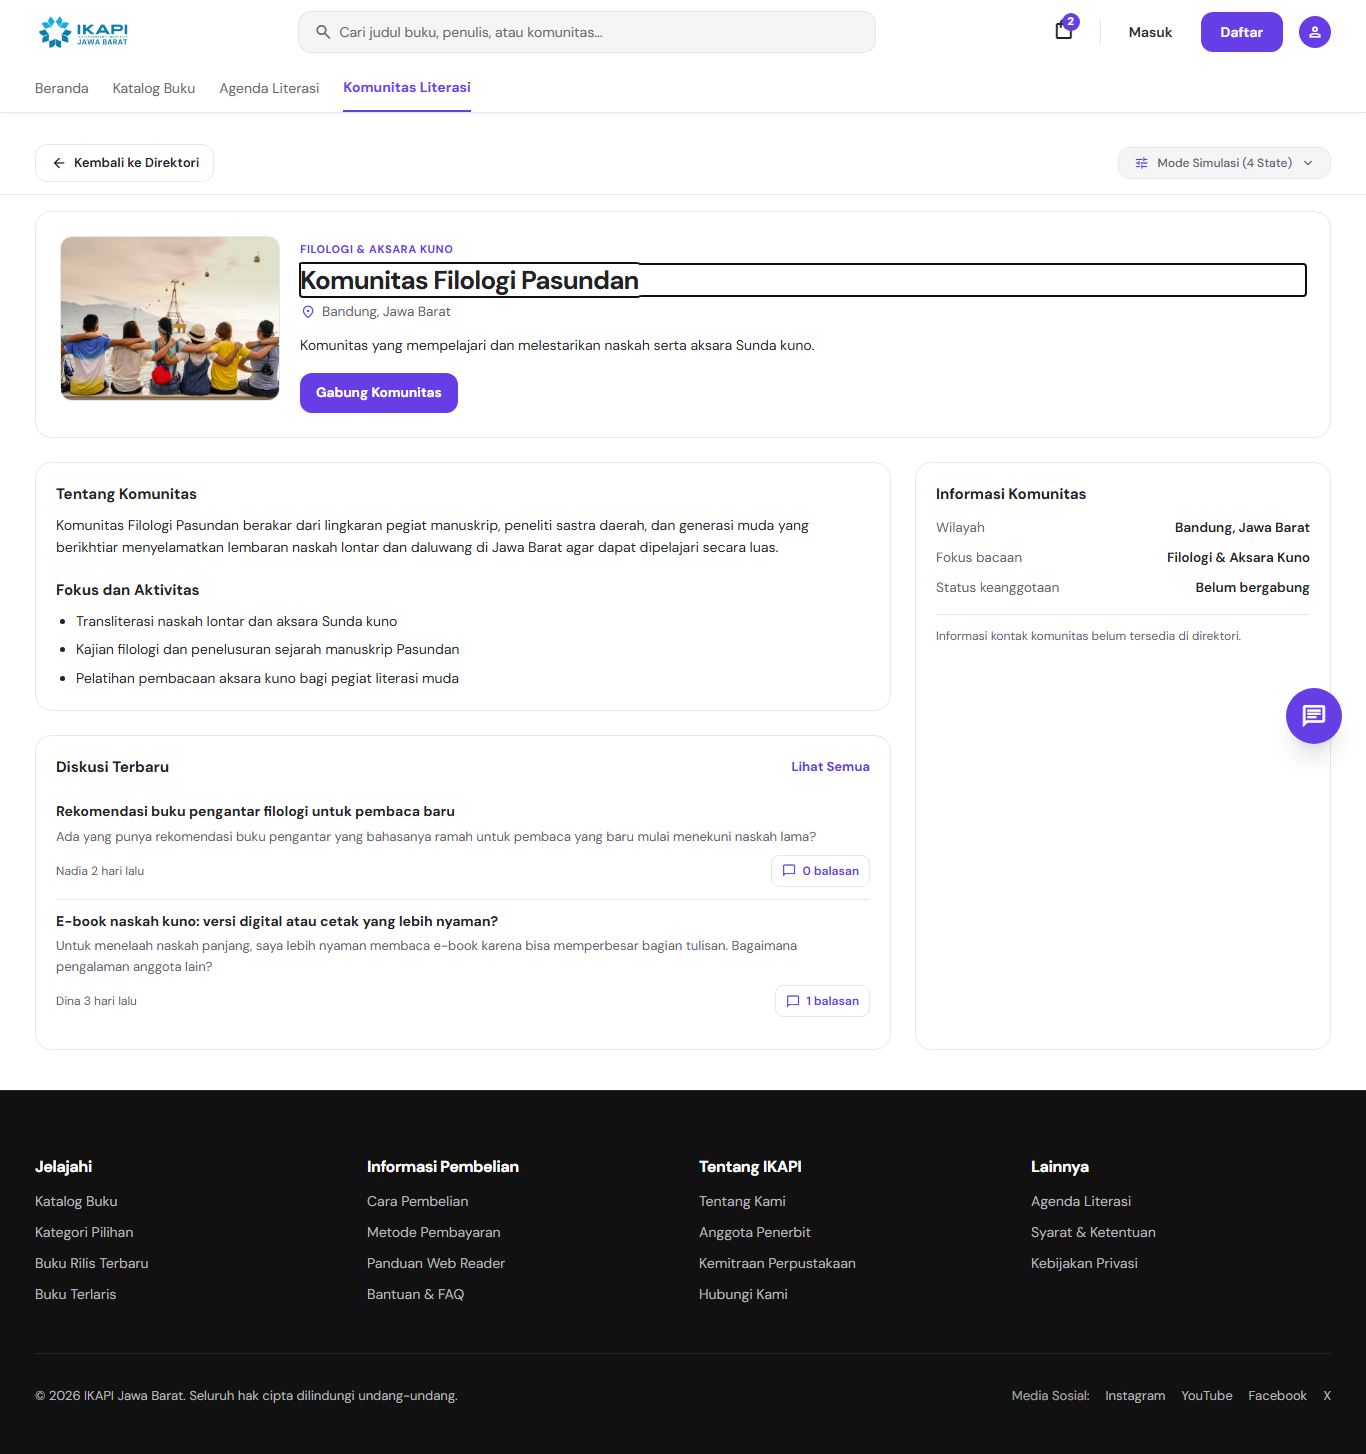 IKAPI
JAWA BARAT
Cari judul buku, penulis, atau komunitas...
2
Masuk
Daftar
Beranda
Katalog Buku
Agenda Literasi
Komunitas Literasi
Kembali ke Direktori
Mode Simulasi (4 State)
FILOLOGI & AKSARA KUNO
Komunitas Filologi Pasundan
Bandung, Jawa Barat
Komunitas yang mempelajari dan melestarikan naskah serta aksara Sunda kuno.
Gabung Komunitas
Tentang Komunitas
Komunitas Filologi Pasundan berakar dari lingkaran pegiat manuskrip, peneliti sastra daerah, dan generasi muda yang
berikhtiar menyelamatkan lembaran naskah lontar dan daluwang di Jawa Barat agar dapat dipelajari secara luas.
Fokus dan Aktivitas
Transliterasi naskah lontar dan aksara Sunda kuno
Kajian filologi dan penelusuran sejarah manuskrip Pasundan
Pelatihan pembacaan aksara kuno bagi pegiat literasi muda
Informasi Komunitas
Wilayah Bandung, Jawa Barat
Fokus bacaan Filologi & Aksara Kuno
Status keanggotaan Belum bergabung
Informasi kontak komunitas belum tersedia di direktori.
Diskusi Terbaru
Lihat Semua
Rekomendasi buku pengantar filologi untuk pembaca baru
Ada yang punya rekomendasi buku pengantar yang bahasanya ramah untuk pembaca yang baru mulai menekuni naskah lama?
Nadia 2 hari lalu
0 balasan
E-book naskah kuno: versi digital atau cetak yang lebih nyaman?
Untuk menelaah naskah panjang, saya lebih nyaman membaca e-book karena bisa memperbesar bagian tulisan. Bagaimana
pengalaman anggota lain?
Dina 3 hari lalu
1 balasan
Jelajahi
Katalog Buku
Kategori Pilihan
Buku Rilis Terbaru
Buku Terlaris
Informasi Pembelian
Cara Pembelian
Metode Pembayaran
Panduan Web Reader
Bantuan & FAQ
Tentang IKAPI
Tentang Kami
Anggota Penerbit
Kemitraan Perpustakaan
Hubungi Kami
Lainnya
Agenda Literasi
Syarat & Ketentuan
Kebijakan Privasi
© 2026 IKAPI Jawa Barat. Seluruh hak cipta dilindungi undang-undang.
Media Sosial: Instagram YouTube Facebook X